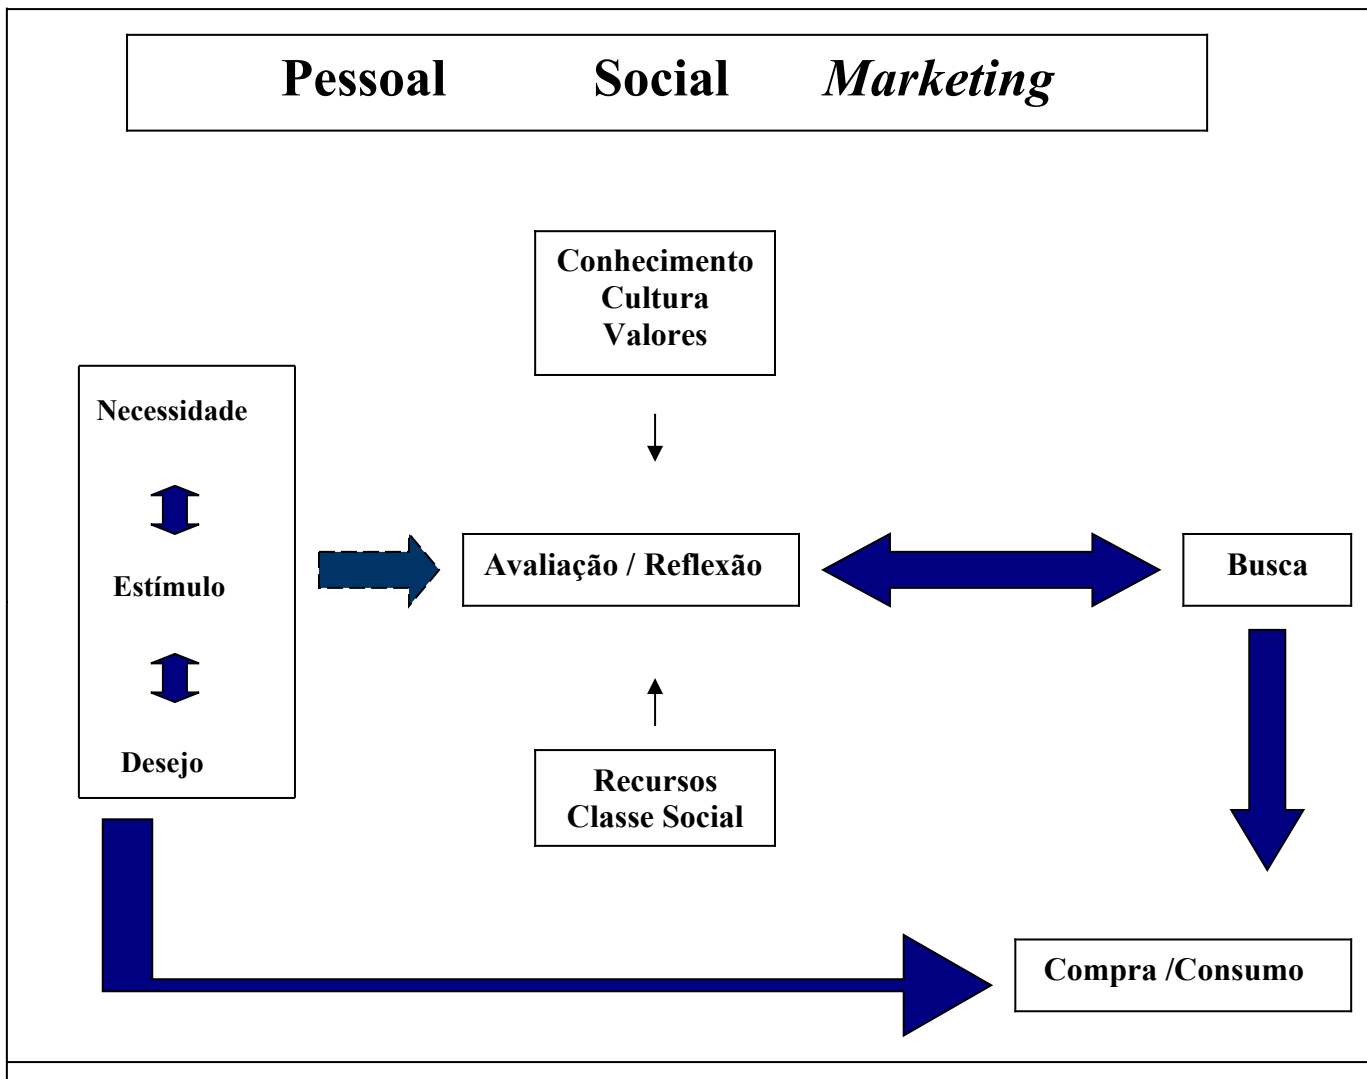 Pessoal Social Marketing
Conhecimento
Cultura
Valores
Necessidade
Estímulo
Desejo
Avaliação / Reflexão
Busca
Recursos
Classe Social
Compra /Consumo